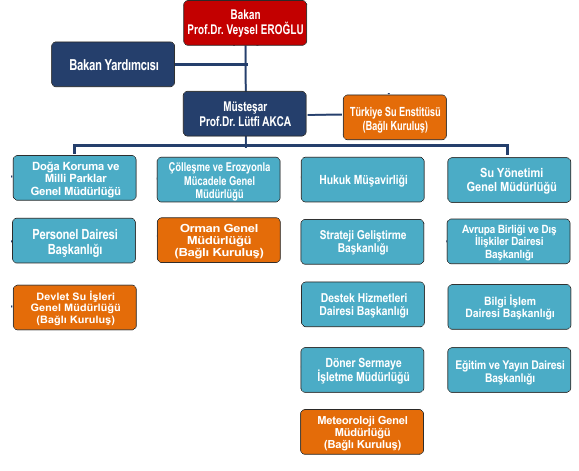 Bakan
Prof.Dr. Veysel EROĞLU
Bakan Yardımcısı
Müsteşar
Prof.Dr. Lütfi AKCA
Türkiye Su Enstitüsü
(Bağlı Kuruluş)
Doğa Koruma ve
Milli Parklar
Genel Müdürlüğü
Çölleşme ve Erozyonla
Mücadele Genel
Müdürlüğü
Hukuk Müşavirliği
Su Yönetimi
Genel Müdürlüğü
Personel Dairesi
Başkanlığı
Orman Genel
Müdürlüğü
(Bağlı Kuruluş)
Strateji Geliştirme
Başkanlığı
Avrupa Birliği ve Dış
İlişkiler Dairesi
Başkanlığı
Devlet Su İşleri
Genel Müdürlüğü
(Bağlı Kuruluş)
Destek Hizmetleri
Dairesi Başkanlığı
Bilgi İşlem
Dairesi Başkanlığı
Döner Sermaye
İşletme Müdürlüğü
Eğitim ve Yayın Dairesi
Başkanlığı
Meteoroloji Genel
Müdürlüğü
(Bağlı Kuruluş)